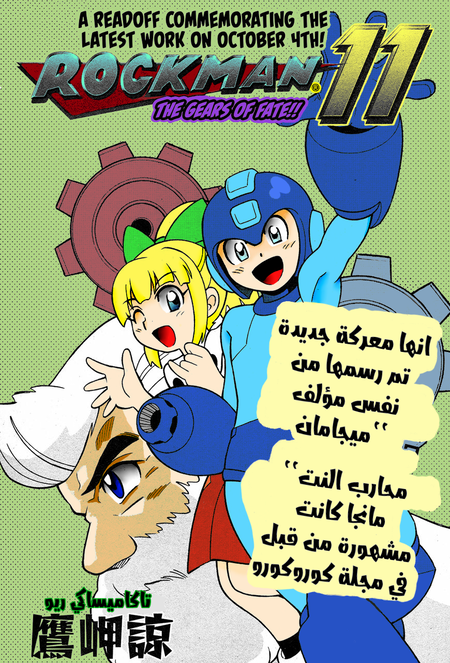 A READOFF COMMEMORATING THE
LATEST WORK ON OCTOBER 4TH!
ROCKMAN 11
THE GEARS OF FATE!!
انها معركة جديدة
تم رسمها من
نفس مؤلف
"ميجامان
محارب النت"
مانجا كانت
مشهورة من قبل
في مجلة كوروكورو
تاكاميساكي ريو
鷹岬諒